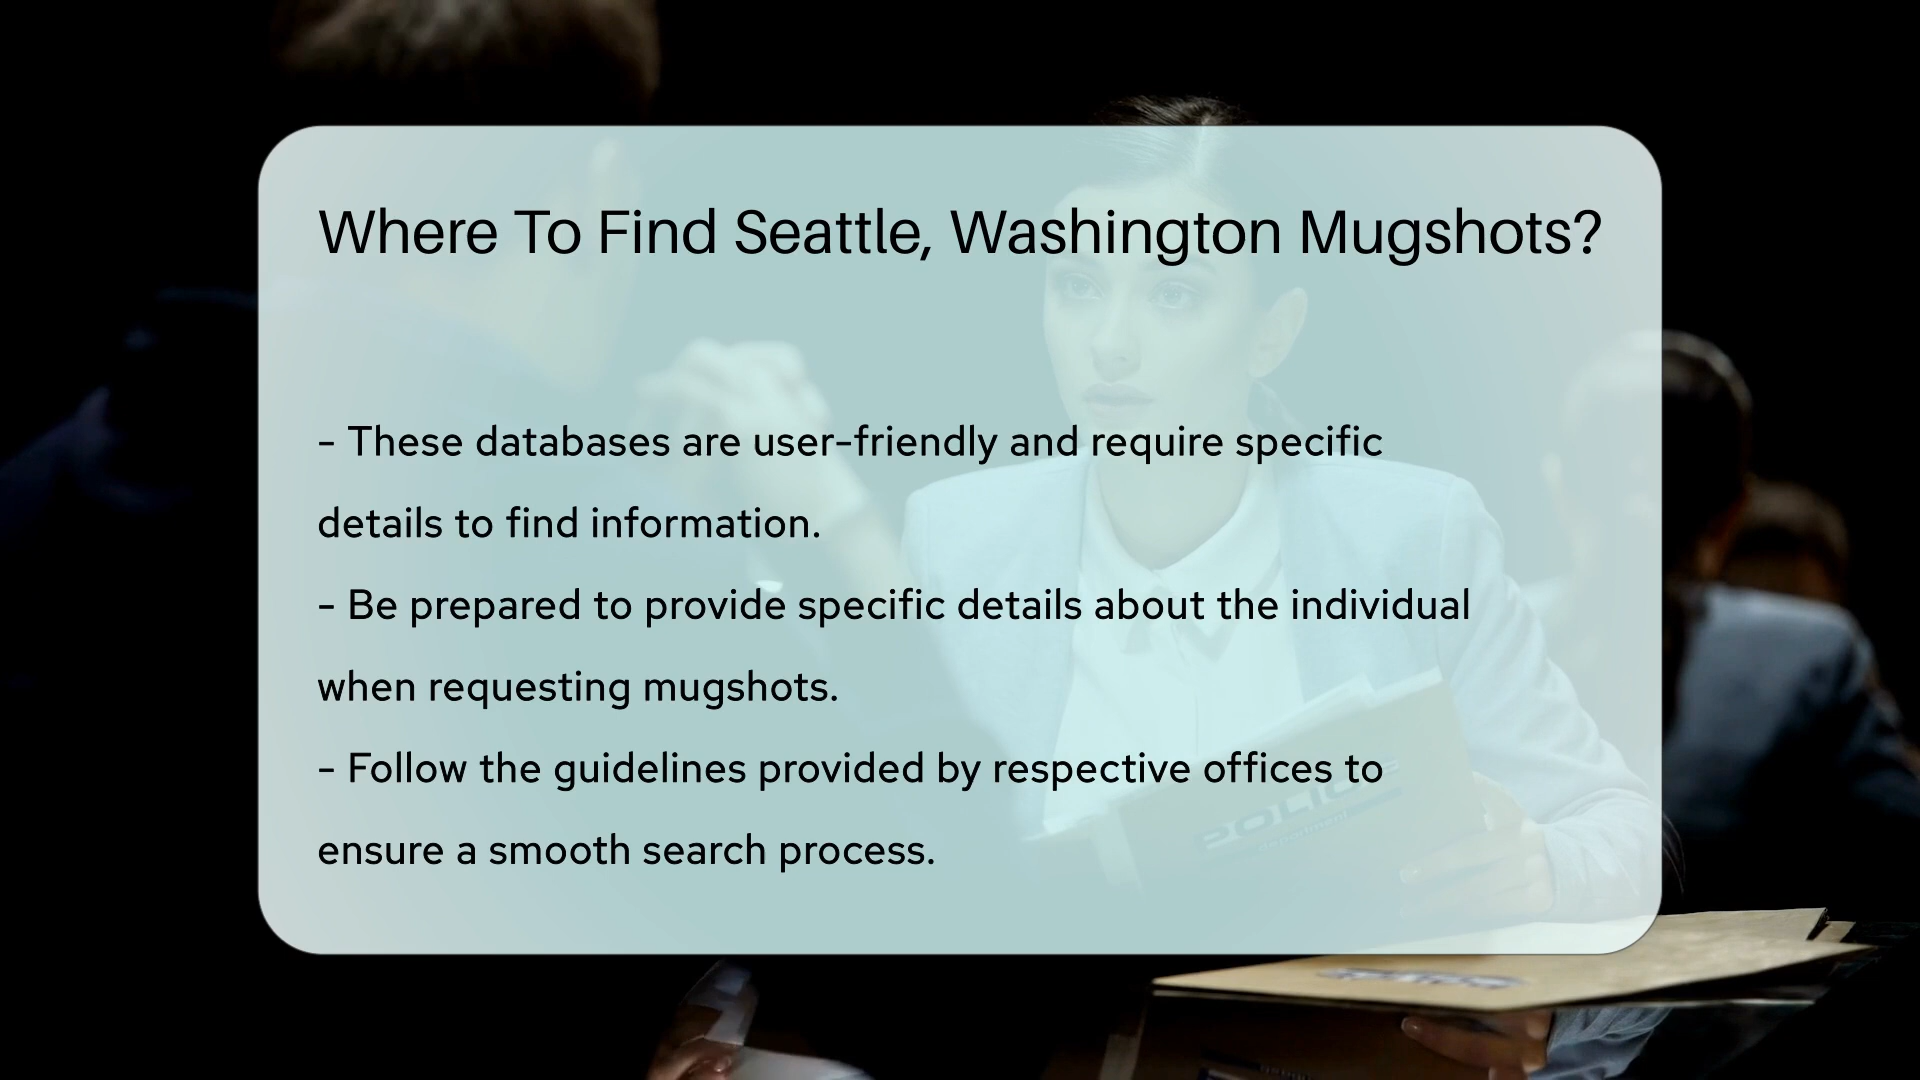 Where To Find Seattle, Washington Mugshots?
- These databases are user-friendly and require specific
details to find information.
- Be prepared to provide specific details about the individual
when requesting mugshots.
- Follow the guidelines provided by respective offices to
ensure a smooth search process.
POLICE